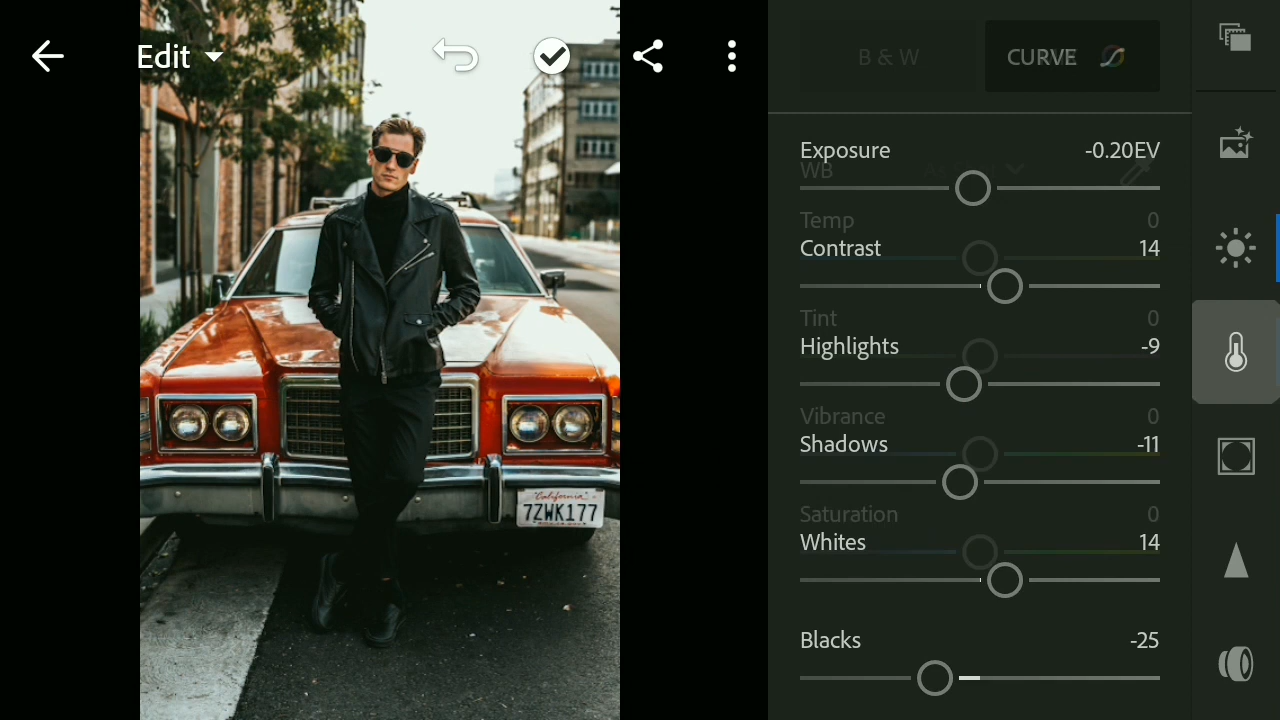 Edit
B & W
CURVE
Exposure -0.20EV
WB
Temp 0
Contrast 14
Tint 0
Highlights -9
Vibrance 0
Shadows -11
Saturation 0
Whites 14
Blacks -25
California
7ZWK177